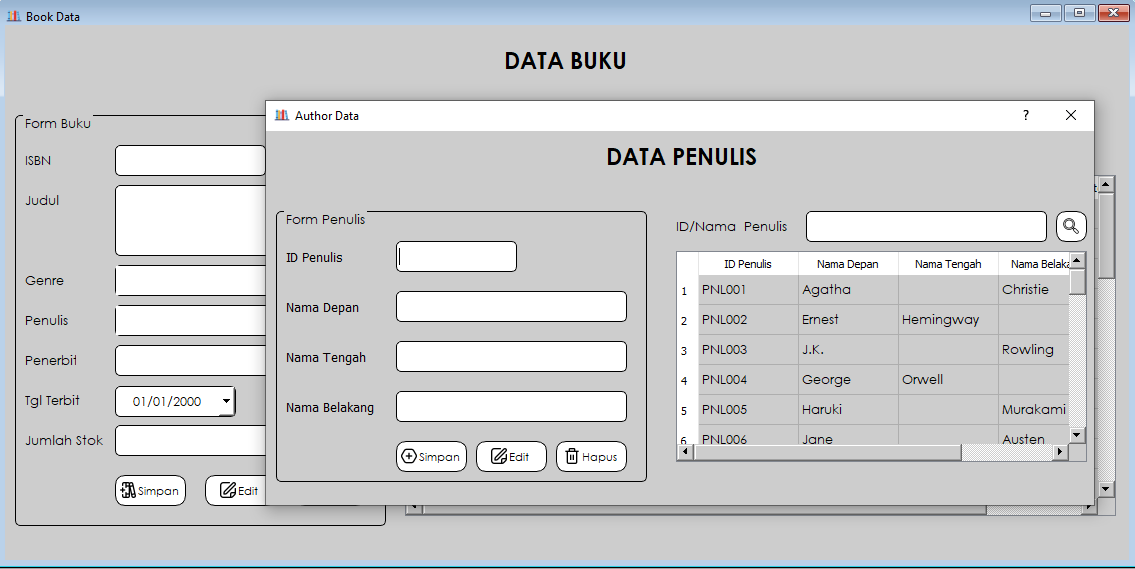 Book Data
DATA BUKU
Form Buku
ISBN
Judul
Genre
Penulis
Penerbit
Tgl Terbit 01/01/2000
Jumlah Stok
Simpan Edit
Author Data ?
DATA PENULIS
Form Penulis
ID Penulis
Nama Depan
Nama Tengah
Nama Belakang
Simpan Edit Hapus
ID/Nama Penulis
ID Penulis Nama Depan Nama Tengah Nama Belaka
1 PNL001 Agatha Christie
2 PNL002 Ernest Hemingway
3 PNL003 J.K. Rowling
4 PNL004 George Orwell
5 PNL005 Haruki Murakami
6 PNL006 Jane Austen